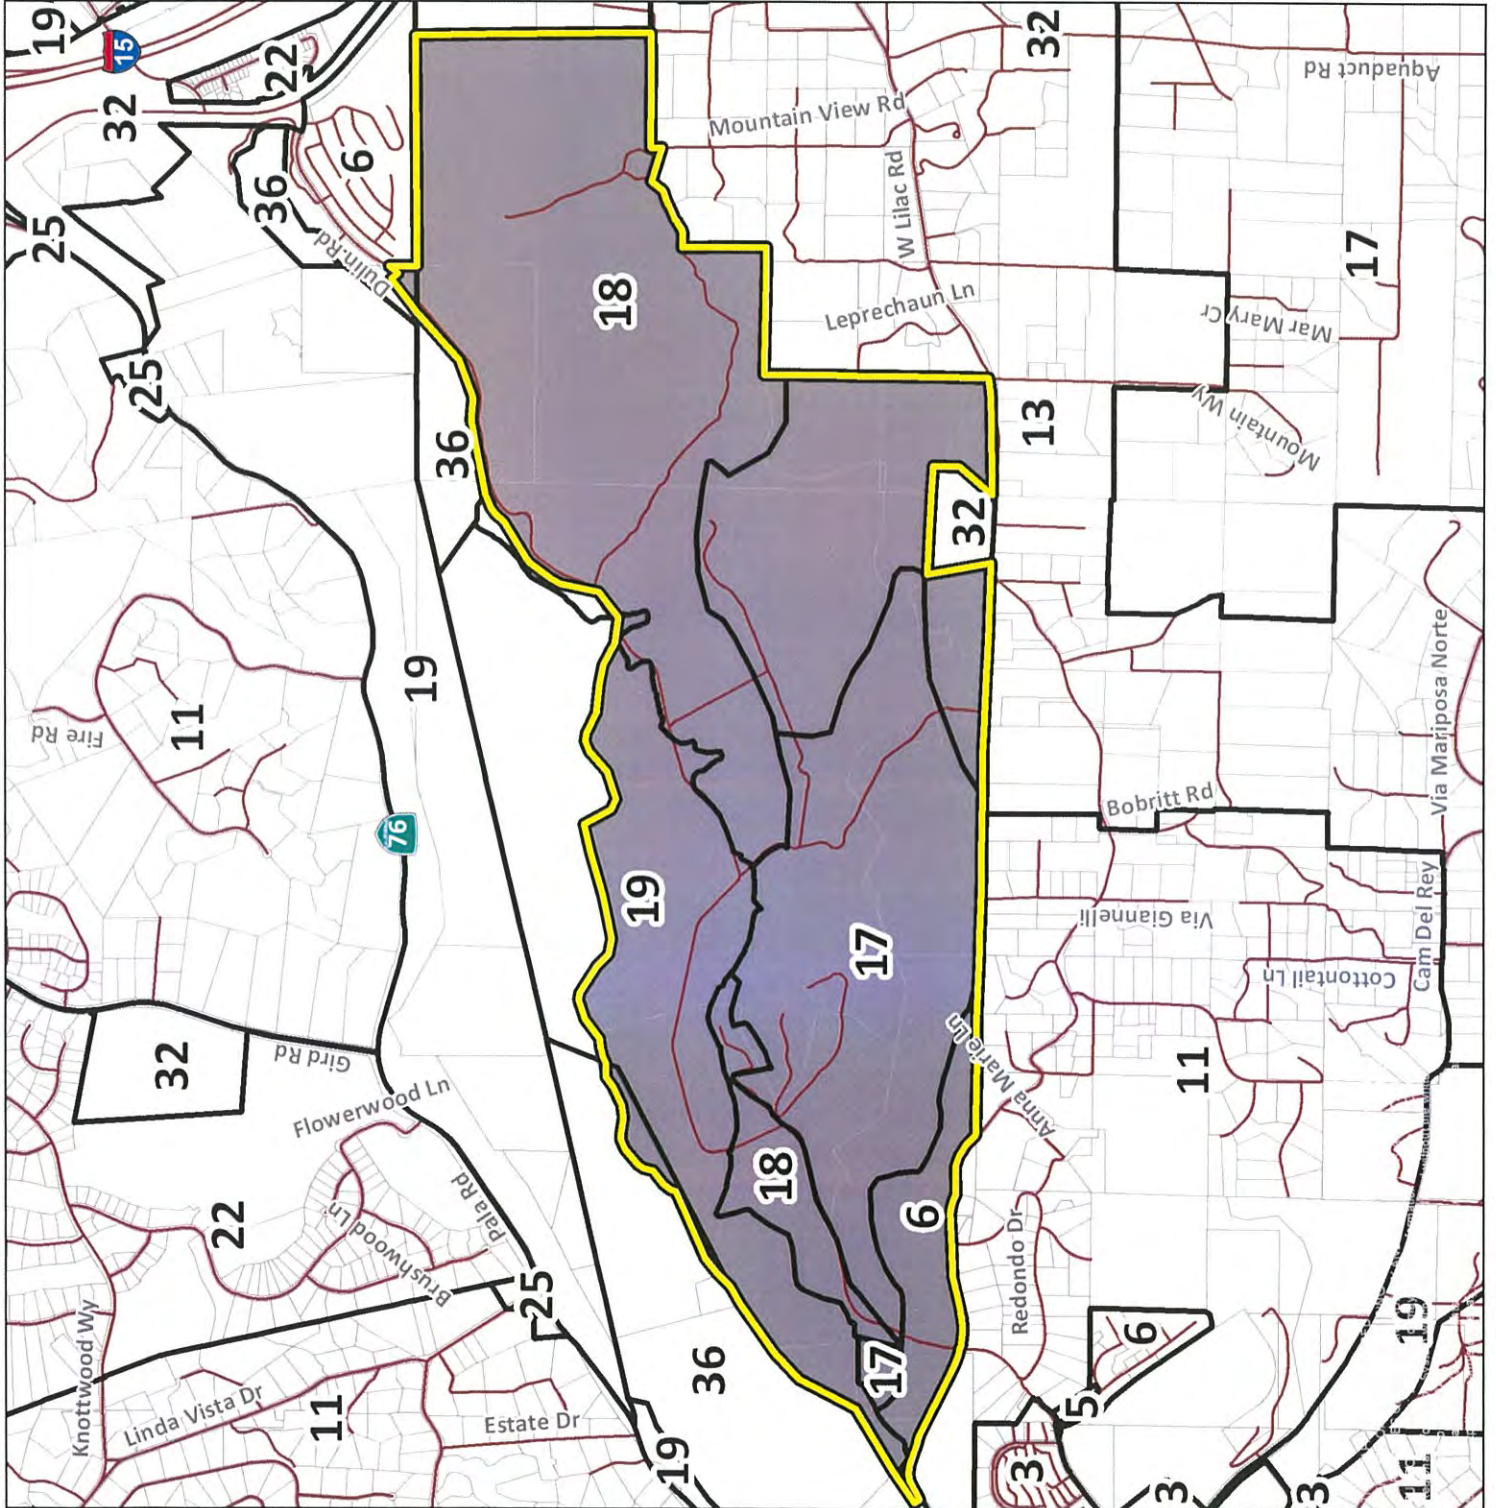 19
15
22
32
32
Aquaduct Rd
Mountain View Rd
6
36
25
W Lilac Rd
Dulin Rd
18
17
Leprechaun Ln
Mar Mary Cr
25
36
13
Mountain Wy
32
19
11
Fire Rd
76
Via Mariposa Norte
Bobritt Rd
19
17
Via Giannelli
Cottontail Ln
Cam Del Rey
32
Gird Rd
Anna Marie Ln
11
Flowerwood Ln
22
Brushwood Ln
Pala Rd
18
6
Redondo Dr
25
6
19
Knottwood Wy
Linda Vista Dr
11
Estate Dr
36
17
5
19
3
3
3
11